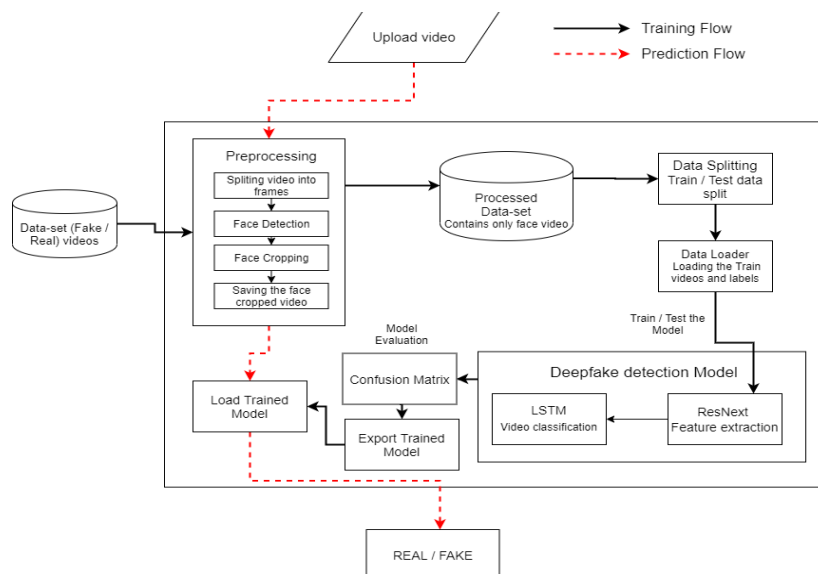 Upload video
Training Flow
Prediction Flow
Preprocessing
Spliting video into
frames
Face Detection
Face Cropping
Saving the face
cropped video
Data-set (Fake /
Real) videos
Processed
Data-set
Contains only face video
Data Splitting
Train / Test data
split
Data Loader
Loading the Train
videos and labels
Train / Test the
Model
Deepfake detection Model
ResNext
Feature extraction
LSTM
Video classification
Model
Evaluation
Confusion Matrix
Export Trained
Model
Load Trained
Model
REAL / FAKE